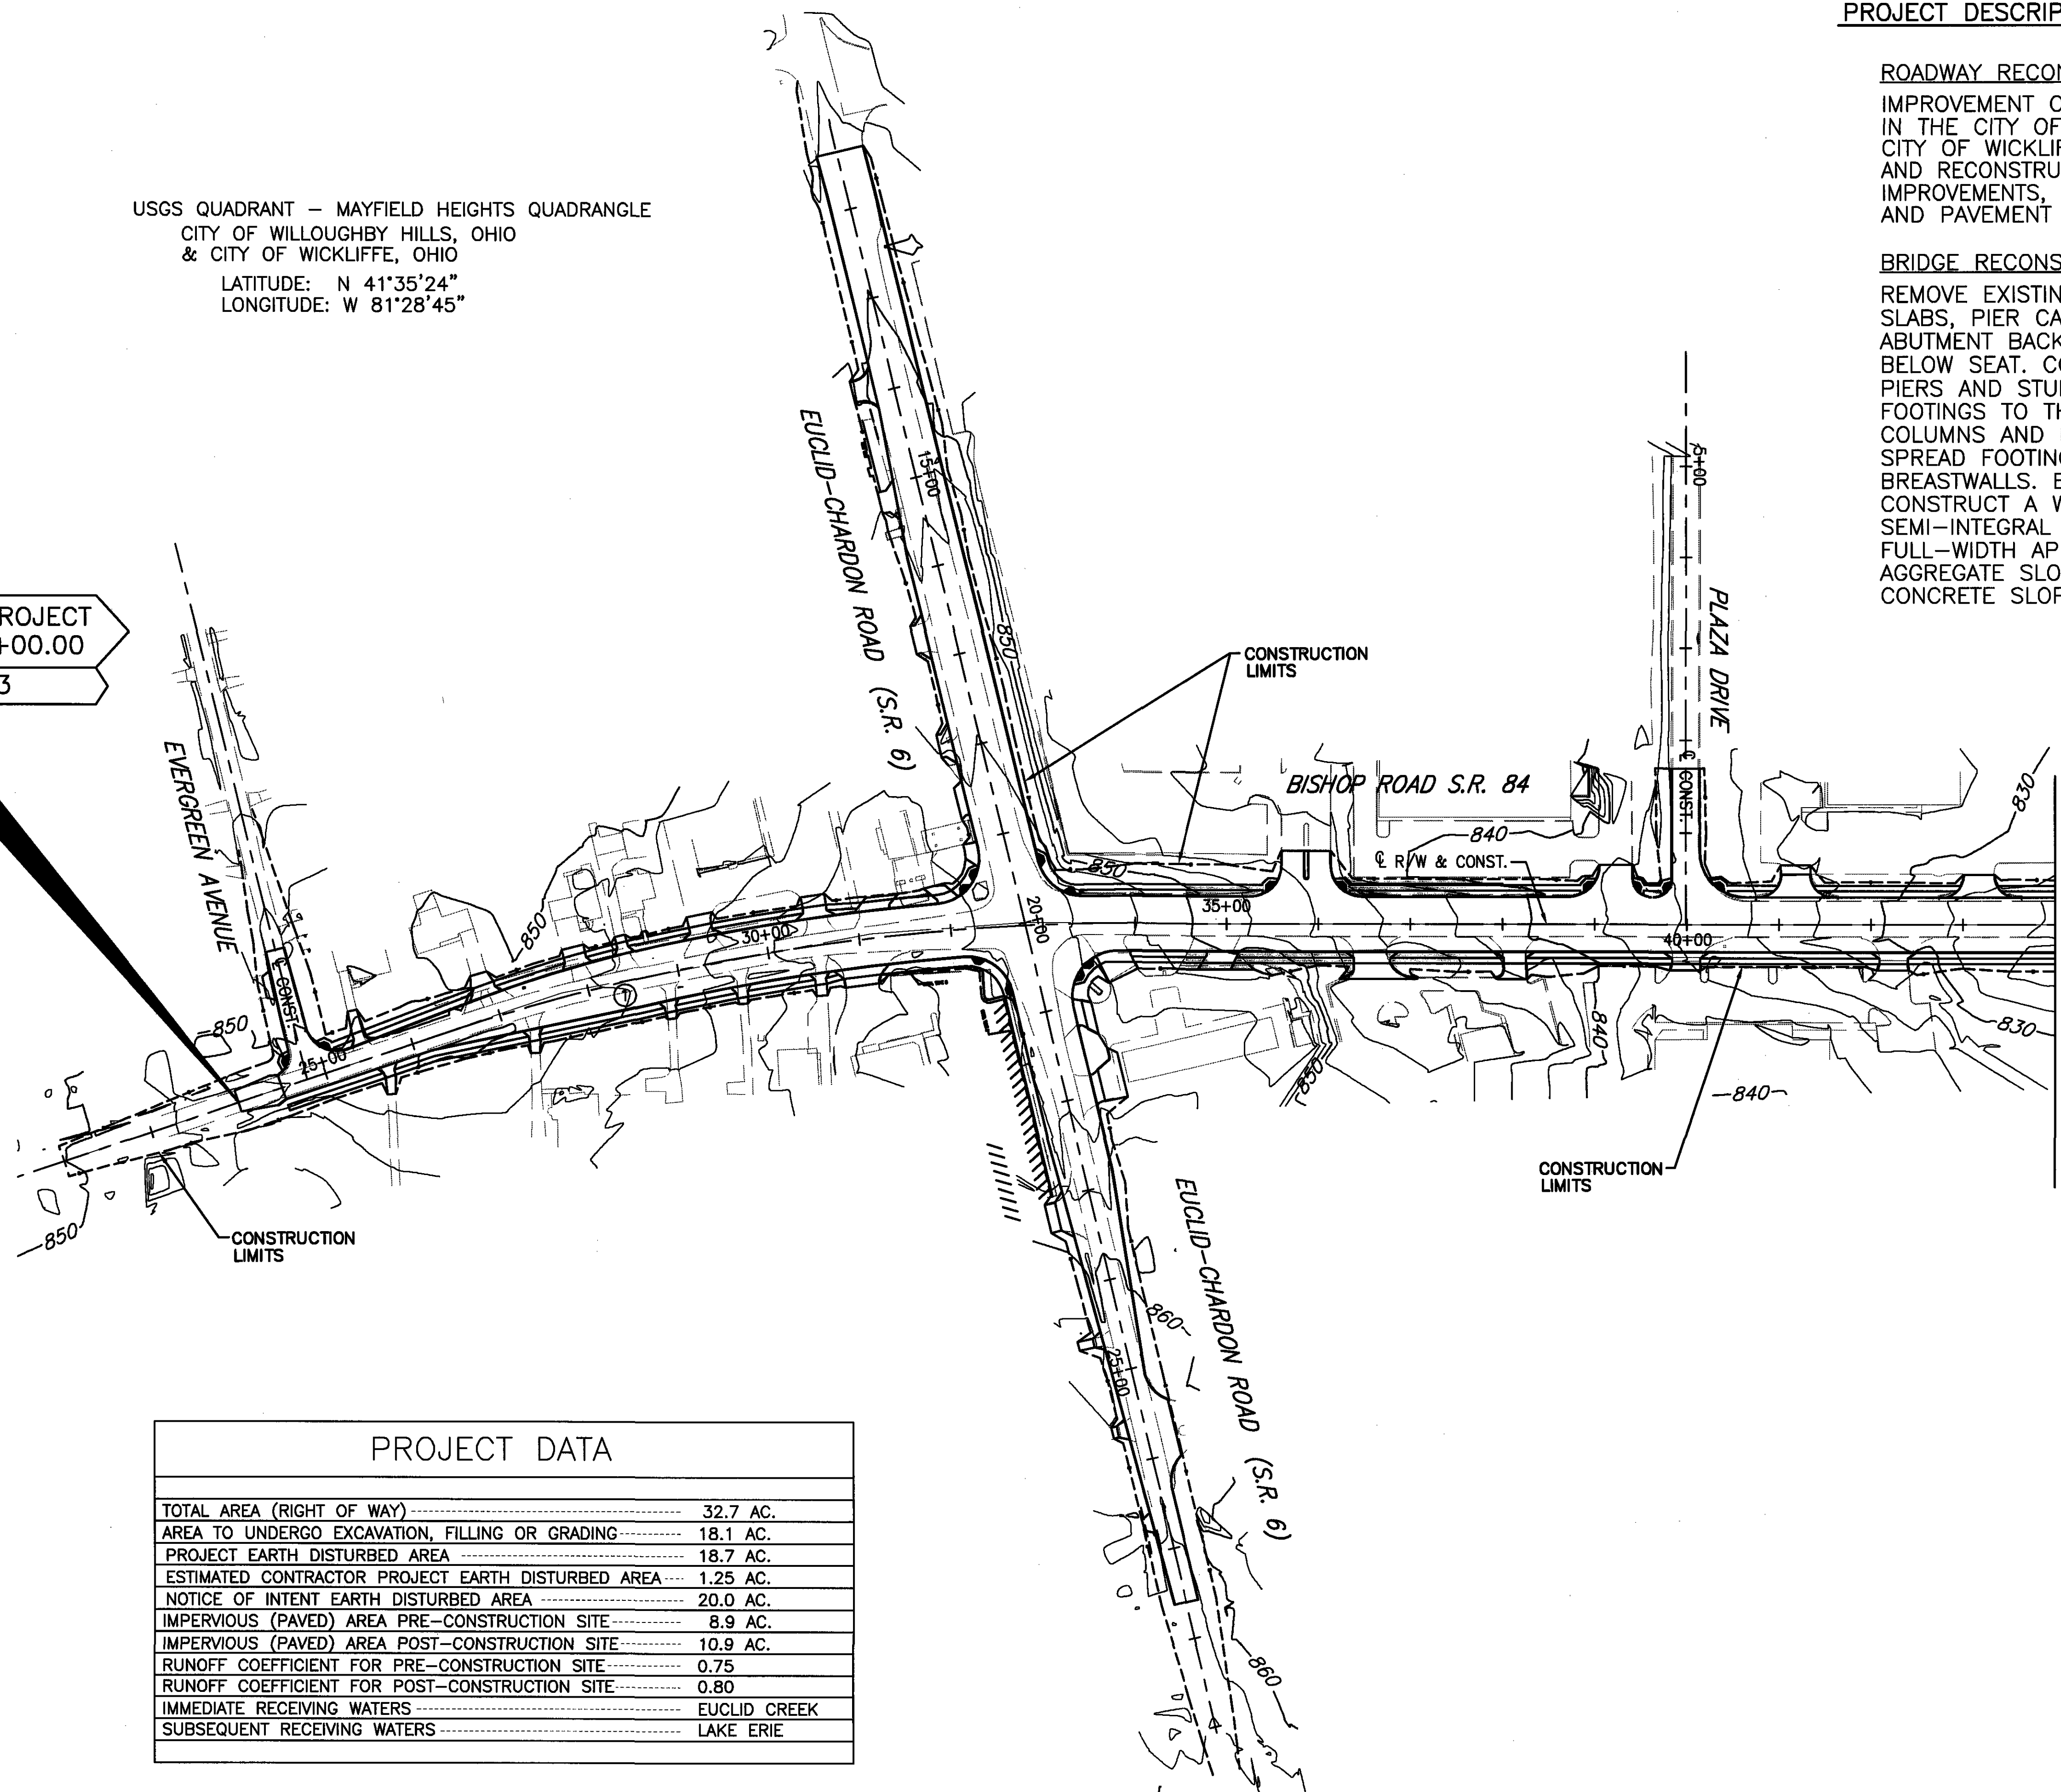 PROJECT DESCRIP
ROADWAY RECON
IMPROVEMENT O
IN THE CITY OF
CITY OF WICKLIF
AND RECONSTRU
IMPROVEMENTS,
AND PAVEMENT
BRIDGE RECONS
REMOVE EXISTIN
SLABS, PIER CA
ABUTMENT BACK
BELOW SEAT. CO
PIERS AND STU
FOOTINGS TO TH
COLUMNS AND
SPREAD FOOTING
BREASTWALLS. E
CONSTRUCT A W
SEMI-INTEGRAL
FULL-WIDTH AP
AGGREGATE SLO
CONCRETE SLOP
USGS QUADRANT – MAYFIELD HEIGHTS QUADRANGLE
CITY OF WILLOUGHBY HILLS, OHIO
& CITY OF WICKLIFFE, OHIO
LATITUDE: N 41°35'24"
LONGITUDE: W 81°28'45"
ROJECT
+00.00
3
EVERGREEN AVENUE
EUCLID-CHARDON ROAD (S.R. 6)
15+00
850
5+00
PLAZA DRIVE
CONSTRUCTION
LIMITS
BISHOP ROAD S.R. 84
840
℄ R/W & CONST.
850
℄ CONST.
830
35+00
40+00
20+00
30+00
850
℄ CONST.
25+00
850
850
840
830
840
850
CONSTRUCTION
LIMITS
CONSTRUCTION
LIMITS
EUCLID-CHARDON ROAD (S.R. 6)
860
25+00
860
PROJECT DATA
TOTAL AREA (RIGHT OF WAY) 32.7 AC.
AREA TO UNDERGO EXCAVATION, FILLING OR GRADING 18.1 AC.
PROJECT EARTH DISTURBED AREA 18.7 AC.
ESTIMATED CONTRACTOR PROJECT EARTH DISTURBED AREA 1.25 AC.
NOTICE OF INTENT EARTH DISTURBED AREA 20.0 AC.
IMPERVIOUS (PAVED) AREA PRE-CONSTRUCTION SITE 8.9 AC.
IMPERVIOUS (PAVED) AREA POST-CONSTRUCTION SITE 10.9 AC.
RUNOFF COEFFICIENT FOR PRE-CONSTRUCTION SITE 0.75
RUNOFF COEFFICIENT FOR POST-CONSTRUCTION SITE 0.80
IMMEDIATE RECEIVING WATERS EUCLID CREEK
SUBSEQUENT RECEIVING WATERS LAKE ERIE